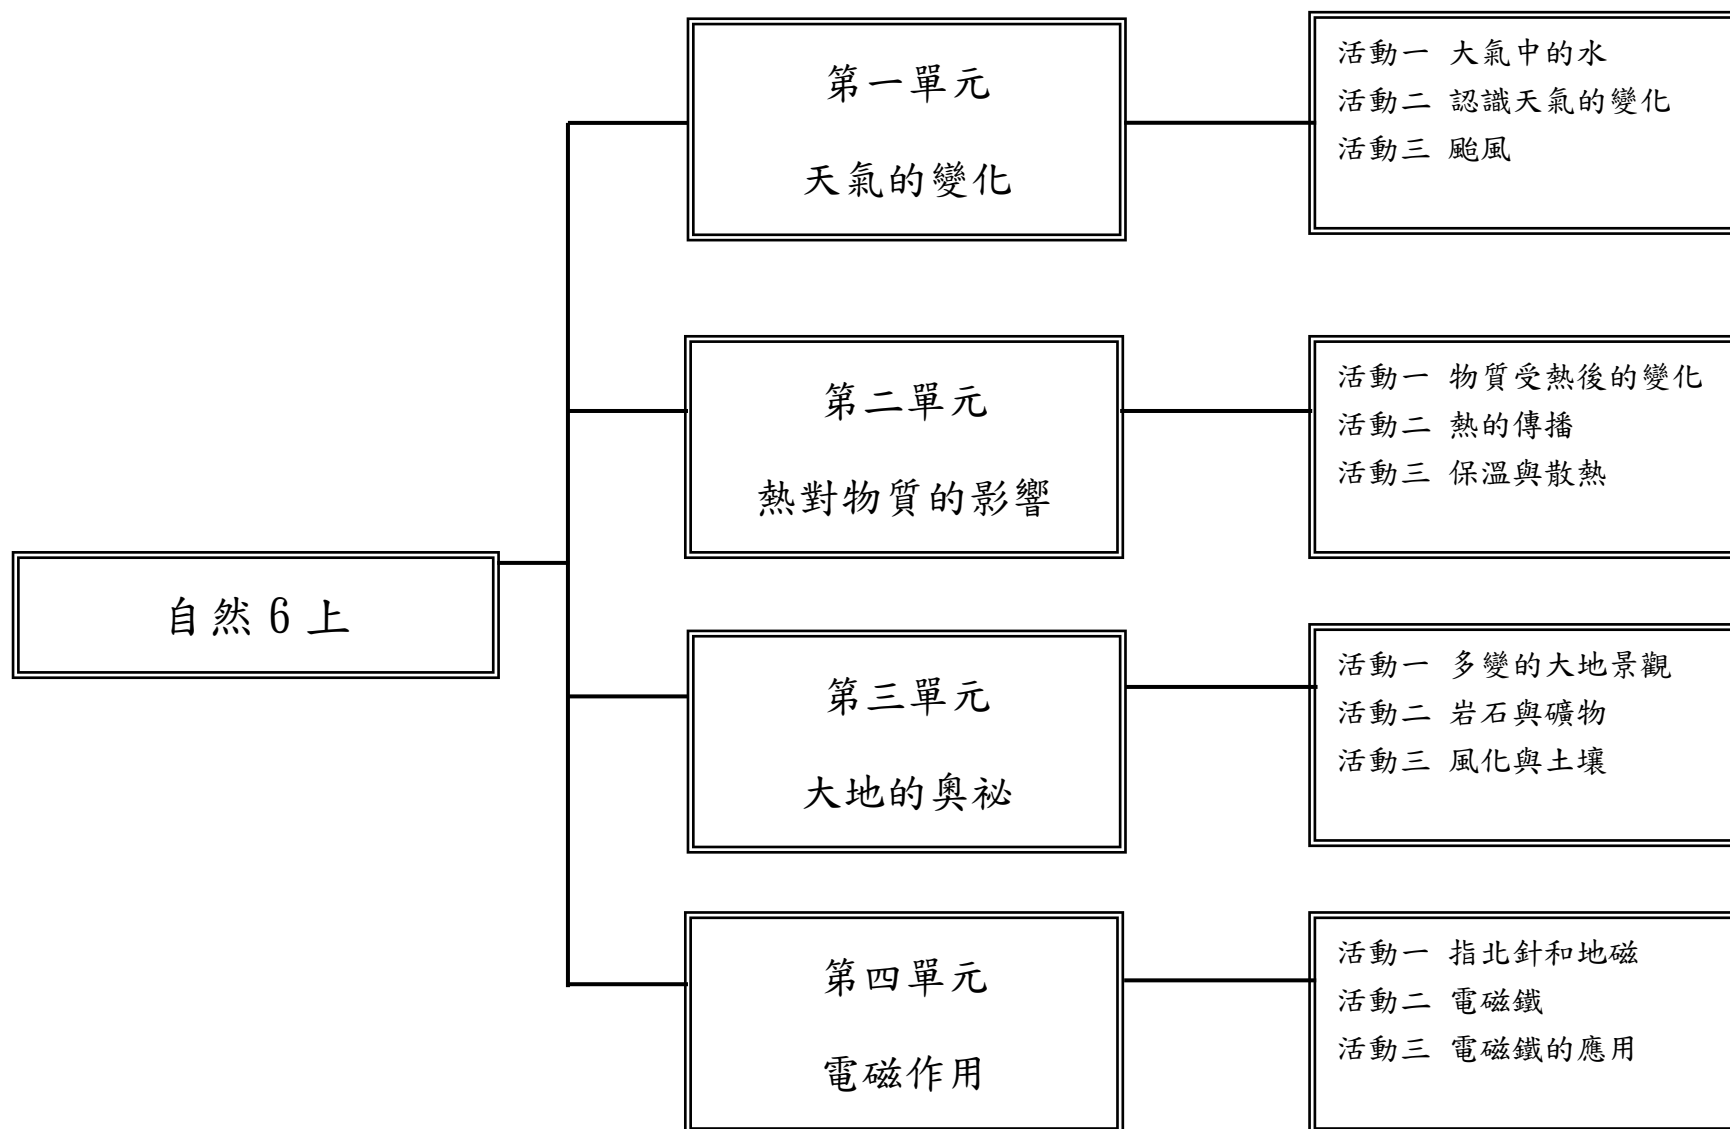 自然6上
第一單元
天氣的變化
活動一 大氣中的水
活動二 認識天氣的變化
活動三 颱風
第二單元
熱對物質的影響
活動一 物質受熱後的變化
活動二 熱的傳播
活動三 保溫與散熱
第三單元
大地的奧祕
活動一 多變的大地景觀
活動二 岩石與礦物
活動三 風化與土壤
第四單元
電磁作用
活動一 指北針和地磁
活動二 電磁鐵
活動三 電磁鐵的應用